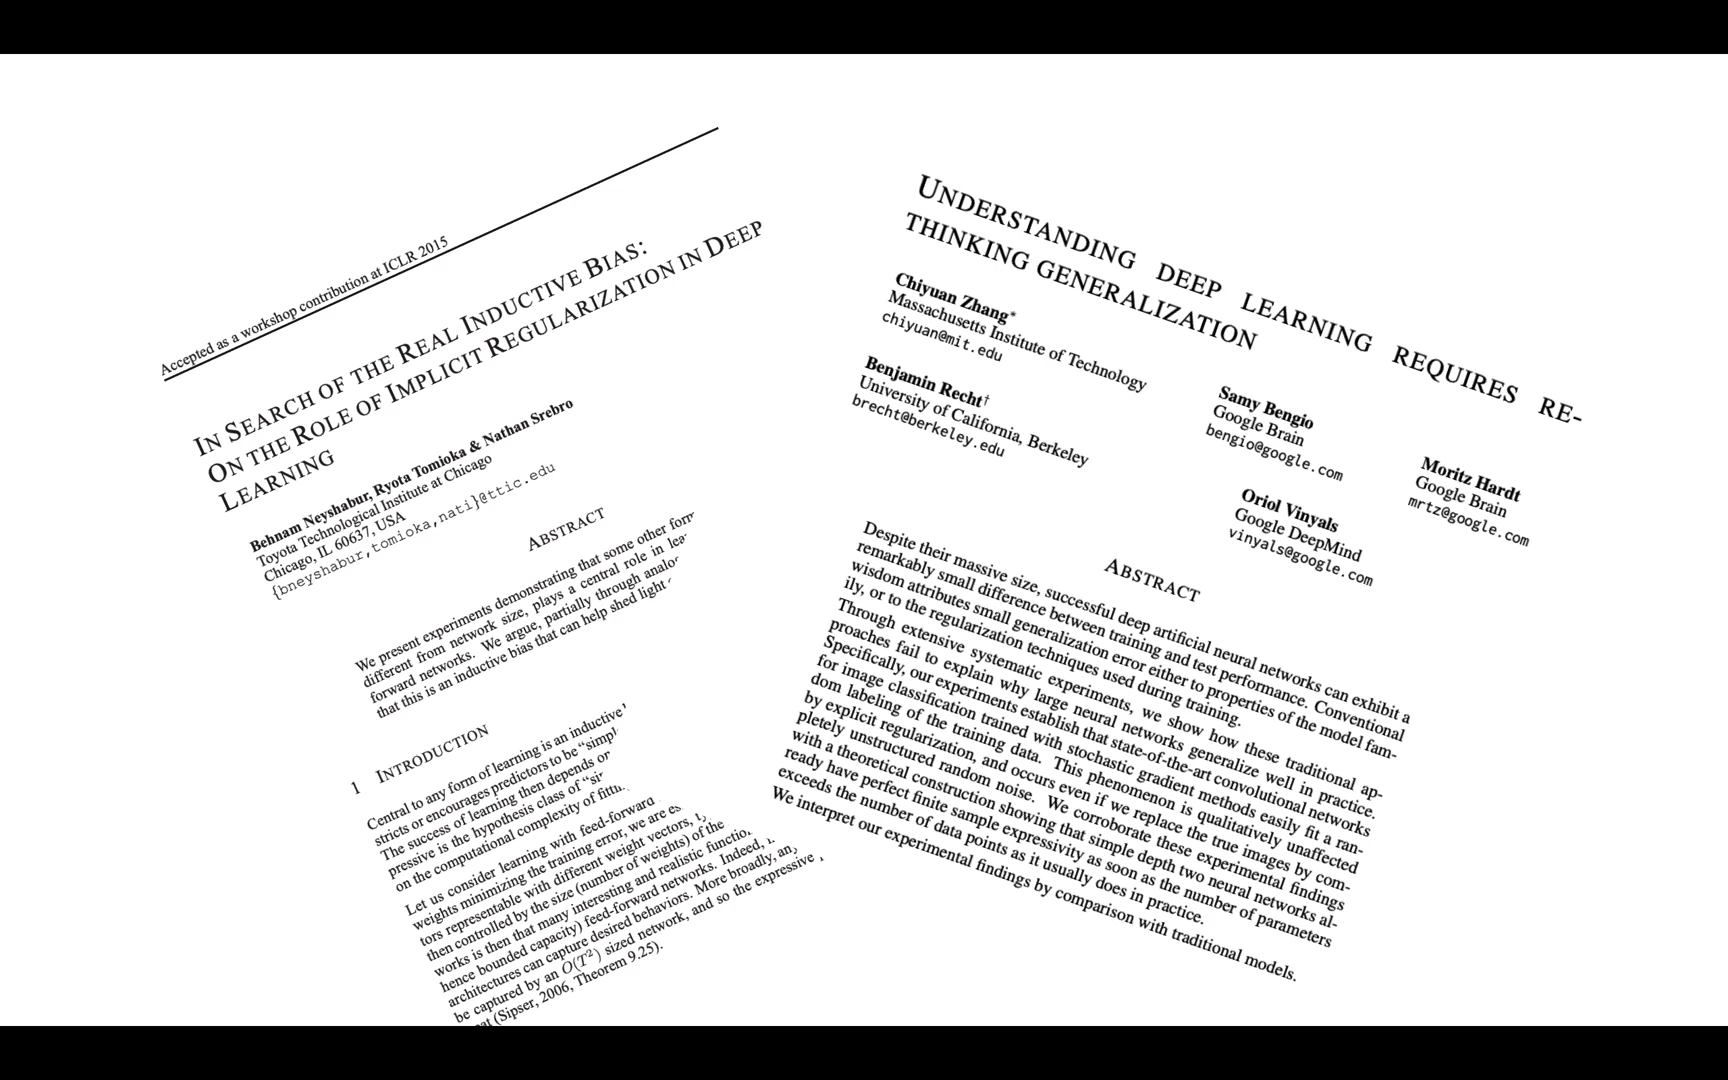 Accepted as a workshop contribution at ICLR 2015
IN SEARCH OF THE REAL INDUCTIVE BIAS:
ON THE ROLE OF IMPLICIT REGULARIZATION IN DEEP
LEARNING
Behnam Neyshabur, Ryota Tomioka & Nathan Srebro
Toyota Technological Institute at Chicago
Chicago, IL 60637, USA
{bneyshabur,tomioka,nati}@ttic.edu
ABSTRACT
We present experiments demonstrating that some other form
different from network size, plays a central role in
forward networks. We argue, partially through
that this is an inductive bias that can help shed light
1 INTRODUCTION
Central to any form of learning is an inductive
stricts or encourages predictors to be
The success of learning then depends on
pressive is the hypothesis class of
on the computational complexity of
Let us consider learning with feed-forward
weights minimizing the training error, we are
tors representable with different weight vectors,
then controlled by the size (number of weights) of the
works is then that many interesting and realistic
hence bounded capacity) feed-forward networks. Indeed,
architectures can capture desired behaviors. More broadly,
be captured by an O(T²) sized network, and so the expressive
(Sipser, 2006, Theorem 9.25).
UNDERSTANDING DEEP LEARNING REQUIRES RE-
THINKING GENERALIZATION
Chiyuan Zhang*
Massachusetts Institute of Technology
chiyuan@mit.edu
Samy Bengio
Google Brain
bengio@google.com
Moritz Hardt
Google Brain
mrtz@google.com
Benjamin Recht†
University of California, Berkeley
brecht@berkeley.edu
Oriol Vinyals
Google DeepMind
vinyals@google.com
ABSTRACT
Despite their massive size, successful deep artificial neural networks can exhibit a
remarkably small difference between training and test performance. Conventional
wisdom attributes small generalization error either to properties of the model fam-
ily, or to the regularization techniques used during training.
Through extensive systematic experiments, we show how these traditional ap-
proaches fail to explain why large neural networks generalize well in practice.
Specifically, our experiments establish that state-of-the-art convolutional networks
for image classification trained with stochastic gradient methods easily fit a ran-
dom labeling of the training data. This phenomenon is qualitatively unaffected
by explicit regularization, and occurs even if we replace the true images by com-
pletely unstructured random noise. We corroborate these experimental findings
with a theoretical construction showing that simple depth two neural networks al-
ready have perfect finite sample expressivity as soon as the number of parameters
exceeds the number of data points as it usually does in practice.
We interpret our experimental findings by comparison with traditional models.